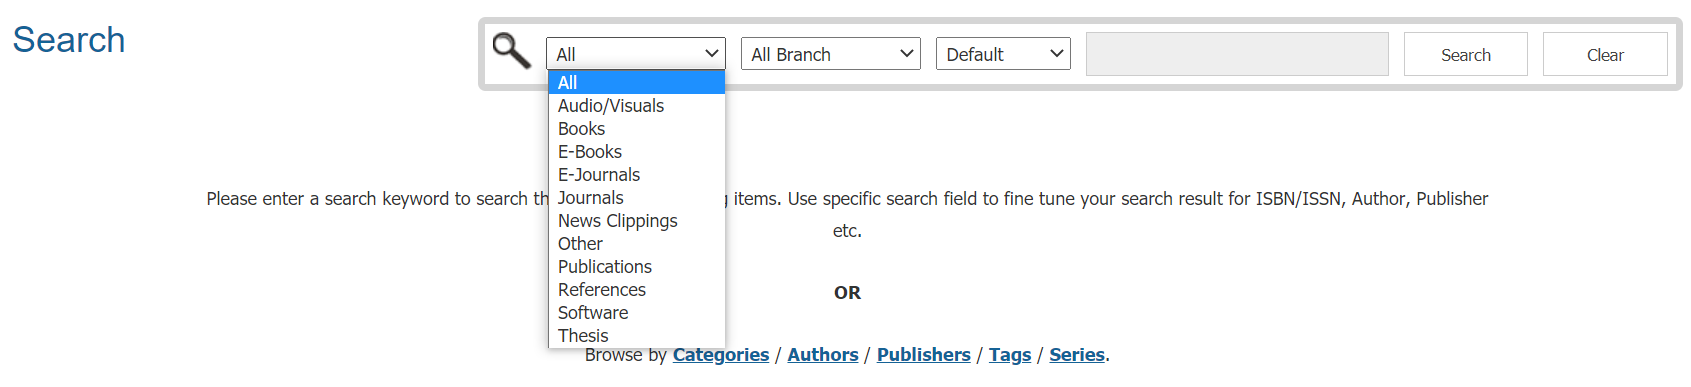 Search
All
All Branch
Default
Search
Clear
All
Audio/Visuals
Books
E-Books
E-Journals
Journals
News Clippings
Other
Publications
References
Software
Thesis
Please enter a search keyword to search items. Use specific search field to fine tune your search result for ISBN/ISSN, Author, Publisher
etc.
OR
Browse by Categories / Authors / Publishers / Tags / Series.